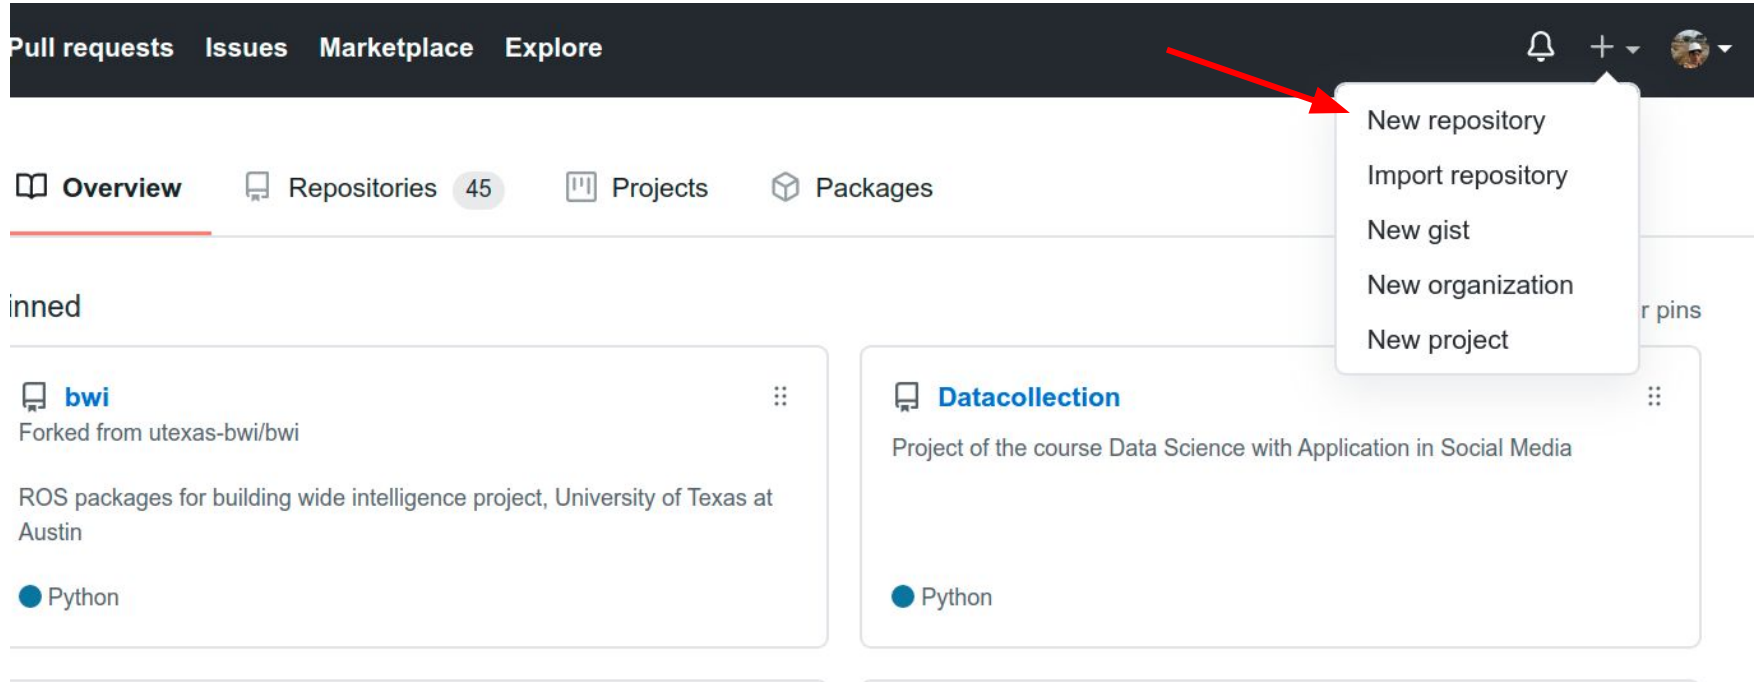 Pull requests Issues Marketplace Explore
New repository
Import repository
New gist
New organization
New project
Overview Repositories 45 Projects Packages
inned
r pins
bwi
Forked from utexas-bwi/bwi
ROS packages for building wide intelligence project, University of Texas at
Austin
Python
Datacollection
Project of the course Data Science with Application in Social Media
Python